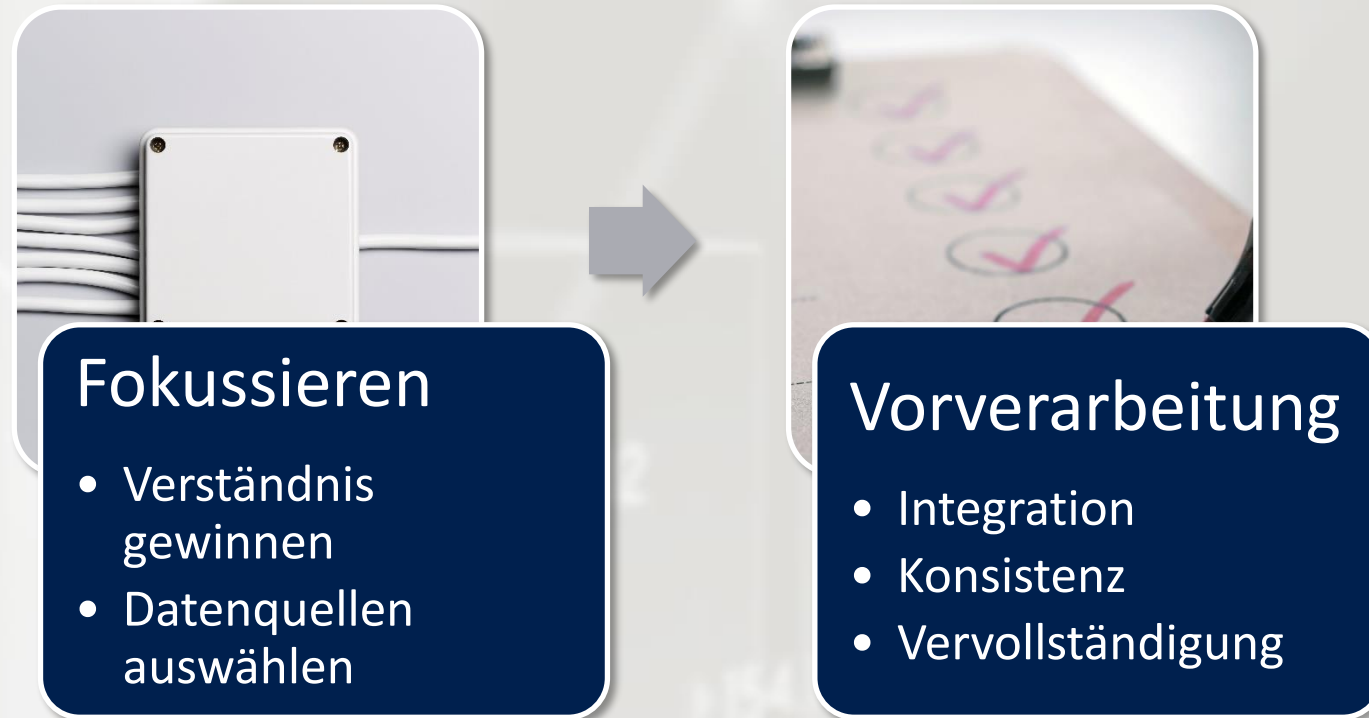 Fokussieren
• Verständnis
gewinnen
• Datenquellen
auswählen
Vorverarbeitung
• Integration
• Konsistenz
• Vervollständigung